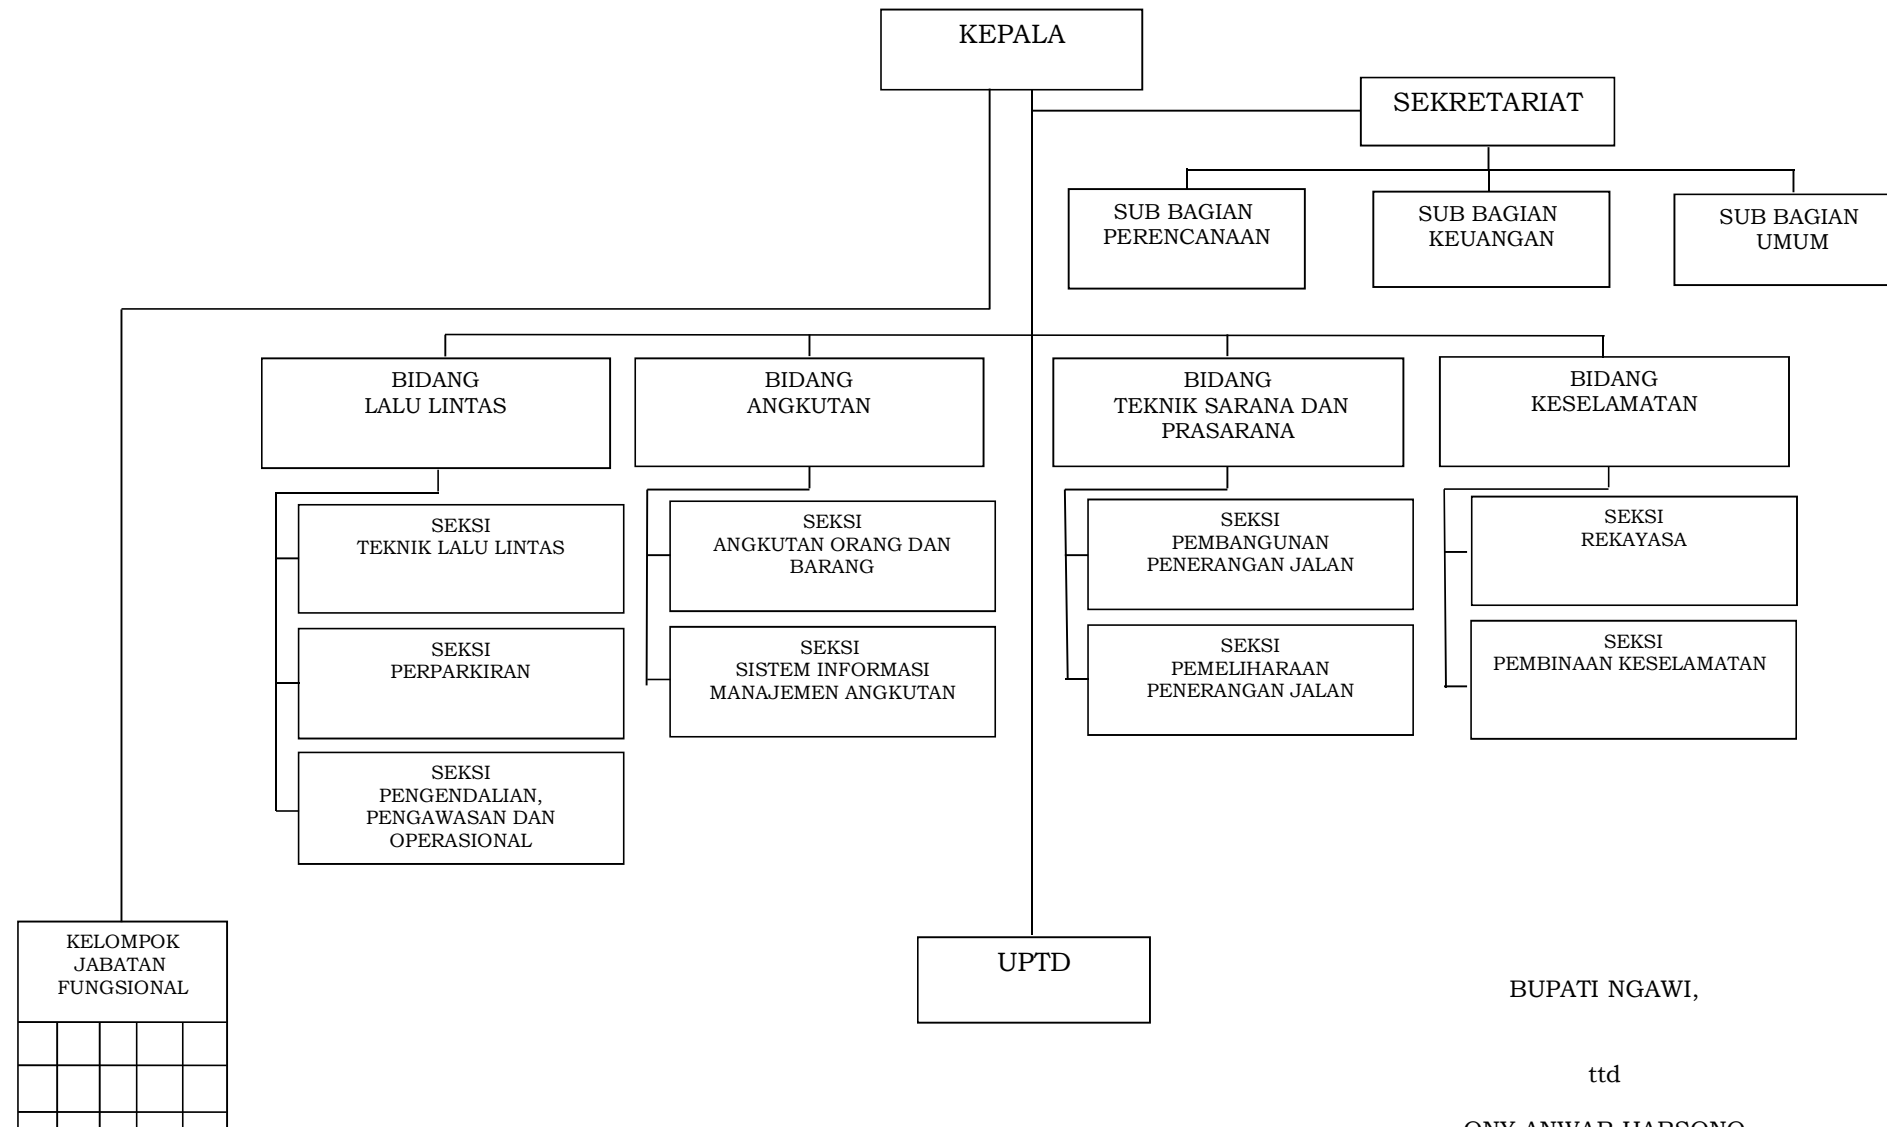 KEPALA
SEKRETARIAT
SUB BAGIAN
PERENCANAAN
SUB BAGIAN
KEUANGAN
SUB BAGIAN
UMUM
BIDANG
LALU LINTAS
BIDANG
ANGKUTAN
BIDANG
TEKNIK SARANA DAN
PRASARANA
BIDANG
KESELAMATAN
SEKSI
TEKNIK LALU LINTAS
SEKSI
PERPARKIRAN
SEKSI
PENGENDALIAN,
PENGAWASAN DAN
OPERASIONAL
SEKSI
ANGKUTAN ORANG DAN
BARANG
SEKSI
SISTEM INFORMASI
MANAJEMEN ANGKUTAN
SEKSI
PEMBANGUNAN
PENERANGAN JALAN
SEKSI
PEMELIHARAAN
PENERANGAN JALAN
SEKSI
REKAYASA
SEKSI
PEMBINAAN KESELAMATAN
KELOMPOK
JABATAN
FUNGSIONAL
UPTD
BUPATI NGAWI,
ttd
ONY ANWAR HARSONO